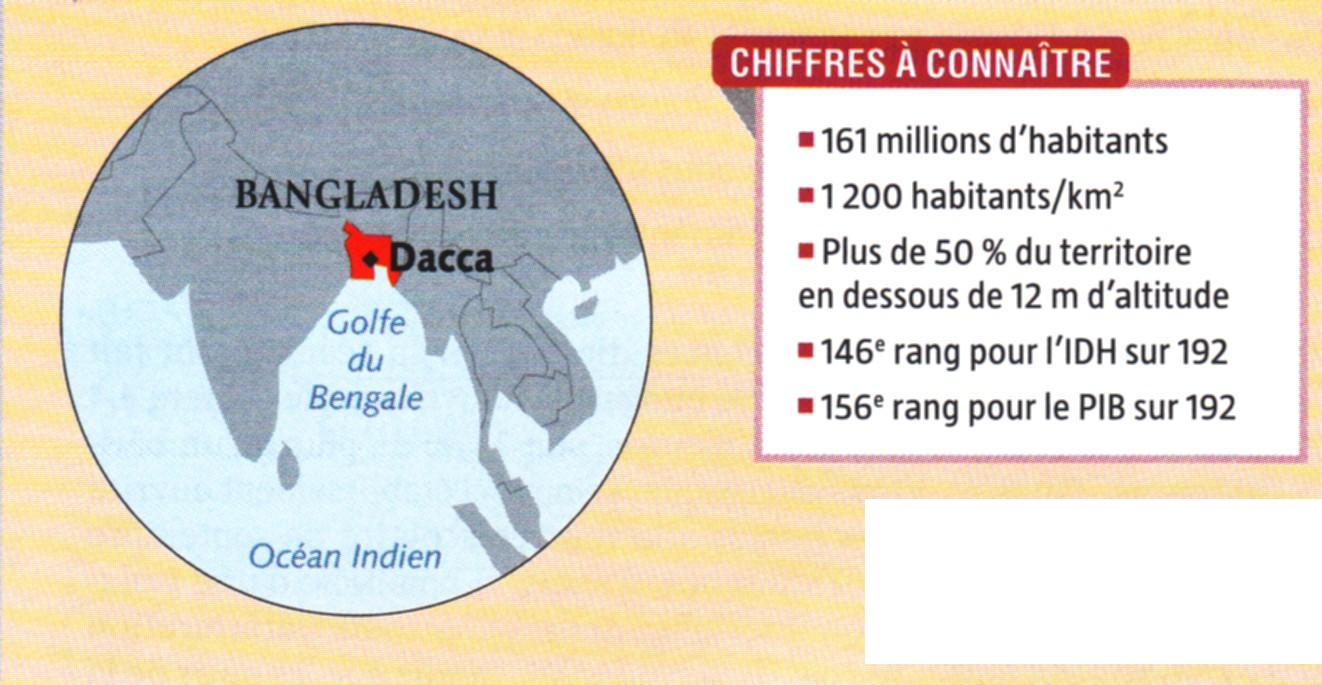 BANGLADESH
Dacca
Golfe
du
Bengale
Océan Indien
CHIFFRES À CONNAÎTRE
■ 161 millions d'habitants
■ 1 200 habitants/km²
■ Plus de 50 % du territoire
en dessous de 12 m d'altitude
■ 146e rang pour l'IDH sur 192
■ 156e rang pour le PIB sur 192